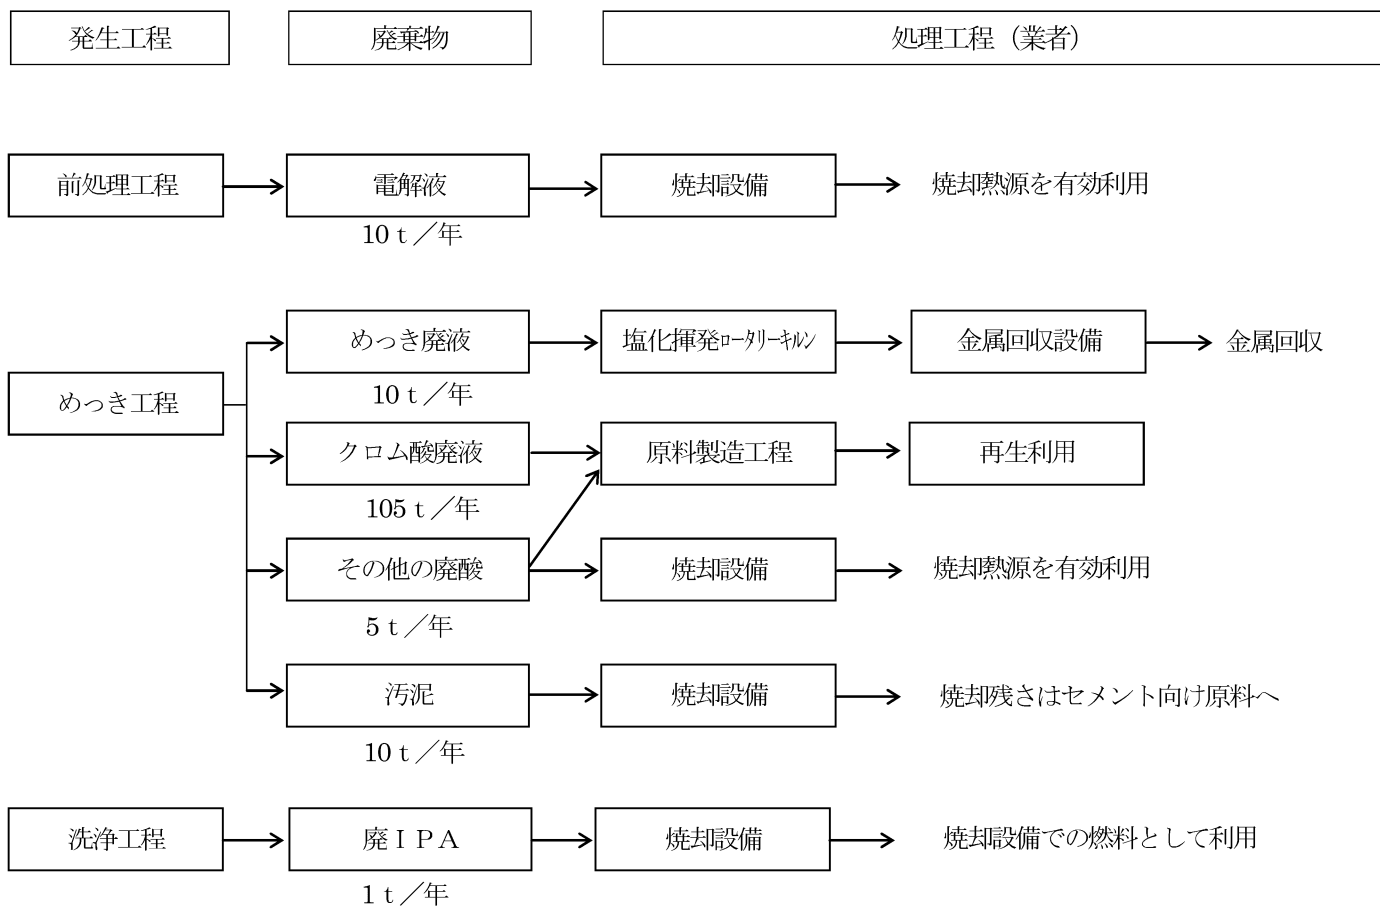 発生工程
廃棄物
処理工程（業者）
前処理工程
電解液
焼却設備
焼却熱源を有効利用
10ｔ／年
めっき工程
めっき廃液
塩化揮発ﾛｰﾀﾘｰｷﾙﾝ
金属回収設備
金属回収
10ｔ／年
クロム酸廃液
原料製造工程
再生利用
105ｔ／年
その他の廃酸
焼却設備
焼却熱源を有効利用
5ｔ／年
汚泥
焼却設備
焼却残さはセメント向け原料へ
10ｔ／年
洗浄工程
廃ＩＰＡ
焼却設備
焼却設備での燃料として利用
1ｔ／年